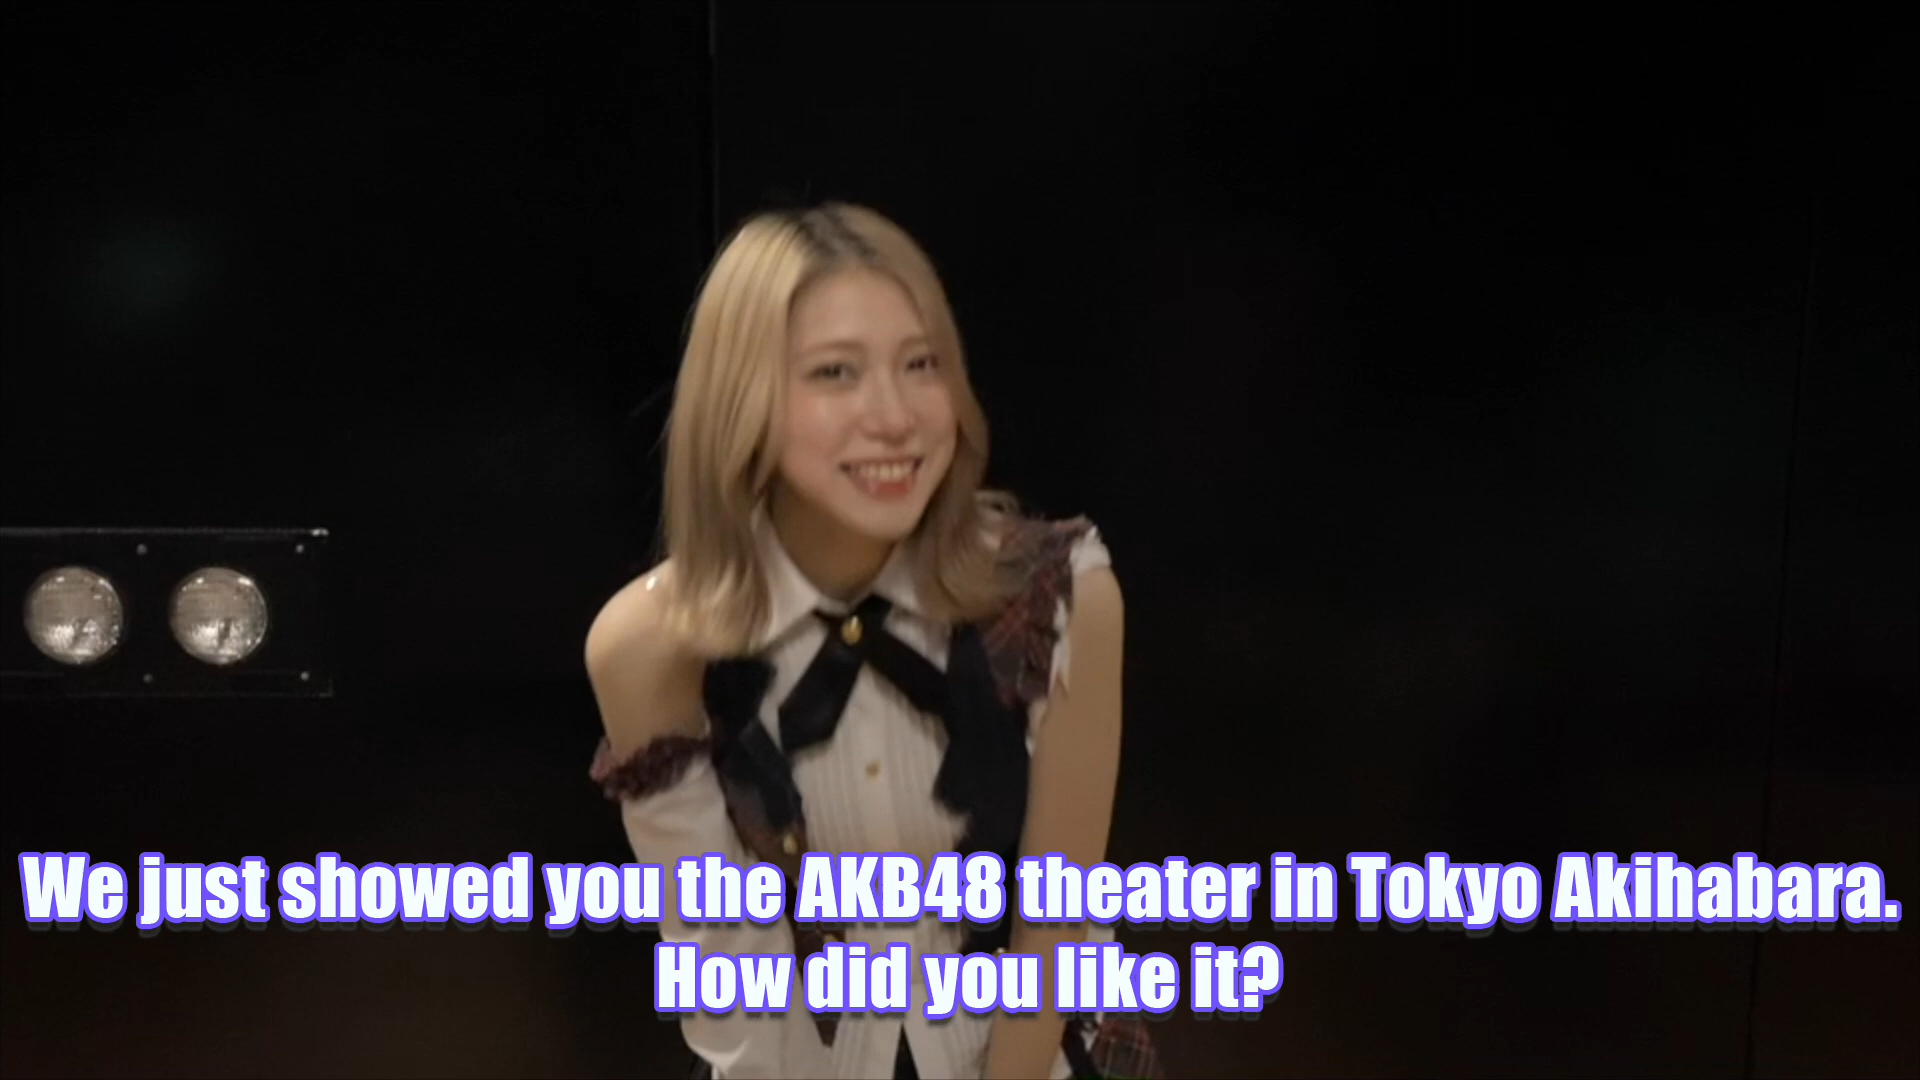 We just showed you the AKB48 theater in Tokyo Akihabara.
How did you like it?